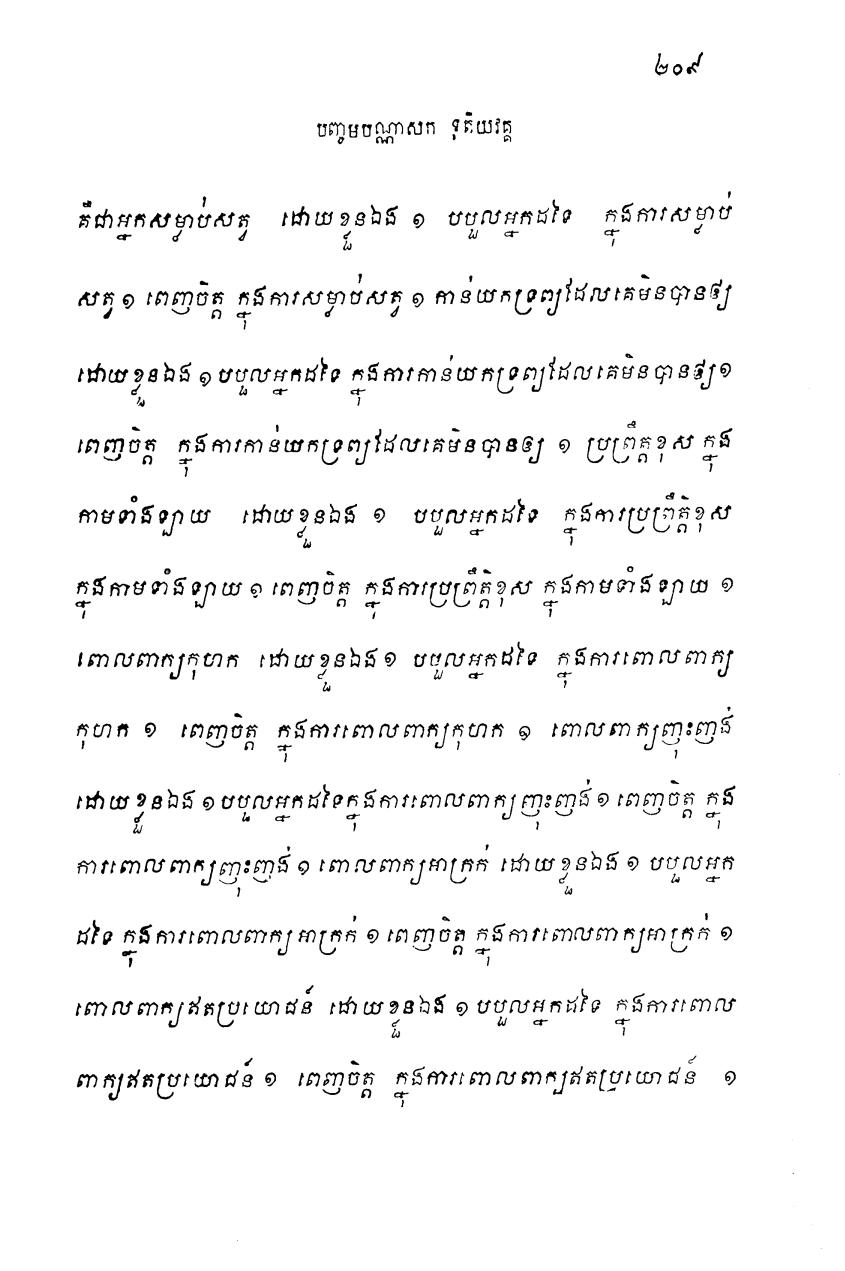 ២០៩
បញ្ចមបណ្ណាសក ទុតិយវគ្គ
គឺជាអ្នកសម្លាប់សត្វ ដោយខ្លួនឯង ១ បបួលអ្នកដទៃ ក្នុងការសម្លាប់
សត្វ ១ ពេញចិត្ត ក្នុងការសម្លាប់សត្វ ១ កាន់យកទ្រព្យដែលគេមិនបានឲ្យ
ដោយខ្លួនឯង ១ បបួលអ្នកដទៃ ក្នុងការកាន់យកទ្រព្យដែលគេមិនបានឲ្យ ១
ពេញចិត្ត ក្នុងការកាន់យកទ្រព្យដែលគេមិនបានឲ្យ ១ ប្រព្រឹត្តខុស ក្នុង
កាមទាំងឡាយ ដោយខ្លួនឯង ១ បបួលអ្នកដទៃ ក្នុងការប្រព្រឹត្តិខុស
ក្នុងកាមទាំងឡាយ ១ ពេញចិត្ត ក្នុងការប្រព្រឹត្តិខុស ក្នុងកាមទាំងឡាយ ១
ពោលពាក្យកុហក ដោយខ្លួនឯង ១ បបួលអ្នកដទៃ ក្នុងការពោលពាក្យ
កុហក ១ ពេញចិត្ត ក្នុងការពោលពាក្យកុហក ១ ពោលពាក្យញុះញង់
ដោយខ្លួនឯង ១ បបួលអ្នកដទៃក្នុងការពោលពាក្យញុះញង់ ១ ពេញចិត្ត ក្នុង
ការពោលពាក្យញុះញង់ ១ ពោលពាក្យអាក្រក់ ដោយខ្លួនឯង ១ បបួលអ្នក
ដទៃ ក្នុងការពោលពាក្យអាក្រក់ ១ ពេញចិត្ត ក្នុងការពោលពាក្យអាក្រក់ ១
ពោលពាក្យឥតប្រយោជន៍ ដោយខ្លួនឯង ១ បបួលអ្នកដទៃ ក្នុងការពោល
ពាក្យឥតប្រយោជន៍ ១ ពេញចិត្ត ក្នុងការពោលពាក្យឥតប្រយោជន៍ ១